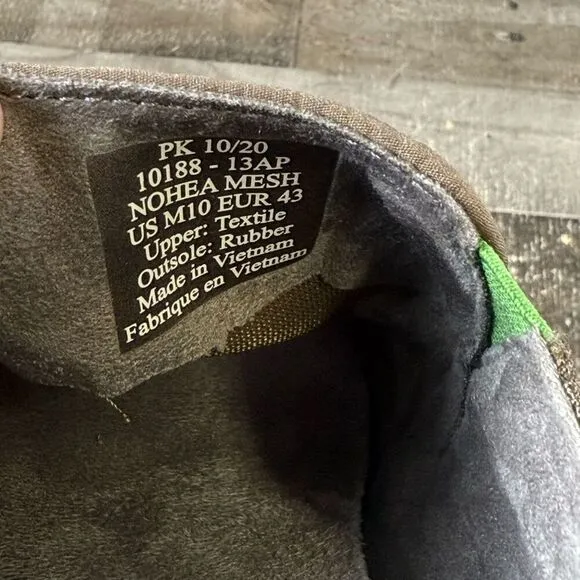 PK 10/20
10188 - 13AP
NOHEA MESH
US M10 EUR 43
Upper: Textile
Outsole: Rubber
Made in Vietnam
Fabrique en Vietnam